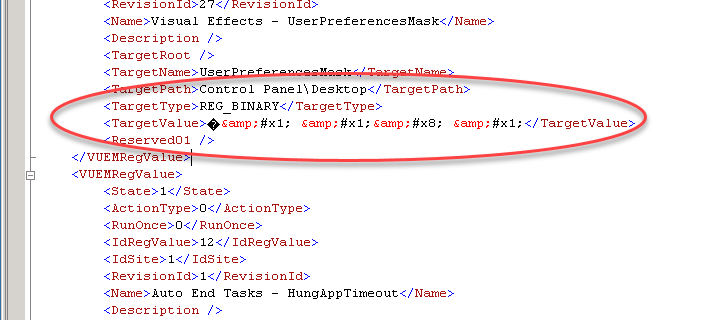 <RevisionId>27</RevisionId>
<Name>Visual Effects - UserPreferencesMask</Name>
<Description />
<TargetRoot />
<TargetName>UserPreferencesMask</TargetName>
<TargetPath>Control Panel\Desktop</TargetPath>
<TargetType>REG_BINARY</TargetType>
<TargetValue>�&amp;#x1; &amp;#x1;&amp;#x8; &amp;#x1;</TargetValue>
<Reserved01 />
</VUEMRegValue>
<VUEMRegValue>
<State>1</State>
<ActionType>0</ActionType>
<RunOnce>0</RunOnce>
<IdRegValue>12</IdRegValue>
<IdSite>1</IdSite>
<RevisionId>1</RevisionId>
<Name>Auto End Tasks - HungAppTimeout</Name>
<Description />